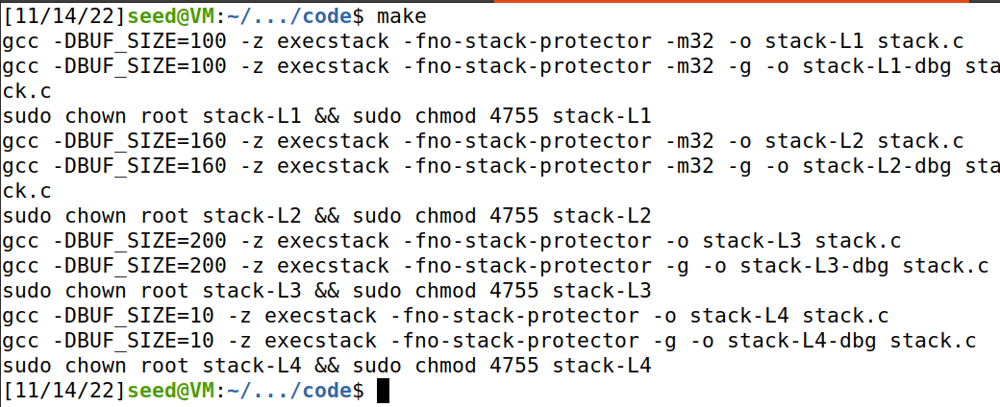 [11/14/22]seed@VM:~/.../code$ make
gcc -DBUF_SIZE=100 -z execstack -fno-stack-protector -m32 -o stack-L1 stack.c
gcc -DBUF_SIZE=100 -z execstack -fno-stack-protector -m32 -g -o stack-L1-dbg sta
ck.c
sudo chown root stack-L1 && sudo chmod 4755 stack-L1
gcc -DBUF_SIZE=160 -z execstack -fno-stack-protector -m32 -o stack-L2 stack.c
gcc -DBUF_SIZE=160 -z execstack -fno-stack-protector -m32 -g -o stack-L2-dbg sta
ck.c
sudo chown root stack-L2 && sudo chmod 4755 stack-L2
gcc -DBUF_SIZE=200 -z execstack -fno-stack-protector -o stack-L3 stack.c
gcc -DBUF_SIZE=200 -z execstack -fno-stack-protector -g -o stack-L3-dbg stack.c
sudo chown root stack-L3 && sudo chmod 4755 stack-L3
gcc -DBUF_SIZE=10 -z execstack -fno-stack-protector -o stack-L4 stack.c
gcc -DBUF_SIZE=10 -z execstack -fno-stack-protector -g -o stack-L4-dbg stack.c
sudo chown root stack-L4 && sudo chmod 4755 stack-L4
[11/14/22]seed@VM:~/.../code$